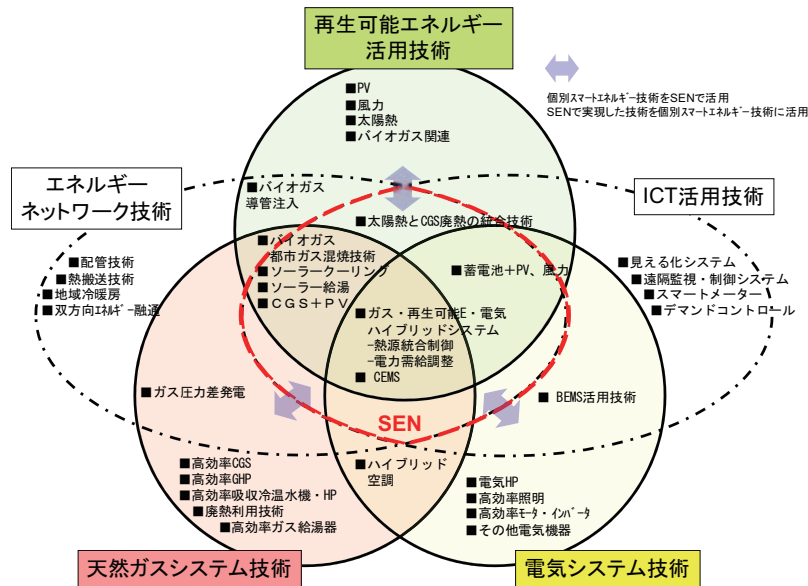 再生可能エネルギー
活用技術
個別スマートエネルギー技術をSENで活用
SENで実現した技術を個別スマートエネルギー技術に活用
■PV
■風力
■太陽熱
■バイオガス関連
エネルギー
ネットワーク技術
ICT活用技術
■バイオガス
導管注入
■太陽熱とCGS廃熱の統合技術
■配管技術
■熱搬送技術
■地域冷暖房
■双方向エネルギー融通
■バイオガス
都市ガス混焼技術
■ソーラークーリング
■ソーラー給湯
■CGS+PV
■蓄電池+PV、風力
■見える化システム
■遠隔監視・制御システム
■スマートメーター
■デマンドコントロール
■ガス・再生可能E・電気
ハイブリッドシステム
-熱源統合制御
-電力需給調整
■ CEMS
■ガス圧力差発電
■ BEMS活用技術
SEN
■ハイブリッド
空調
■高効率CGS
■高効率GHP
■高効率吸収冷温水機・HP
■廃熱利用技術
■高効率ガス給湯器
■電気HP
■高効率照明
■高効率モータ・インバータ
■その他電気機器
天然ガスシステム技術
電気システム技術